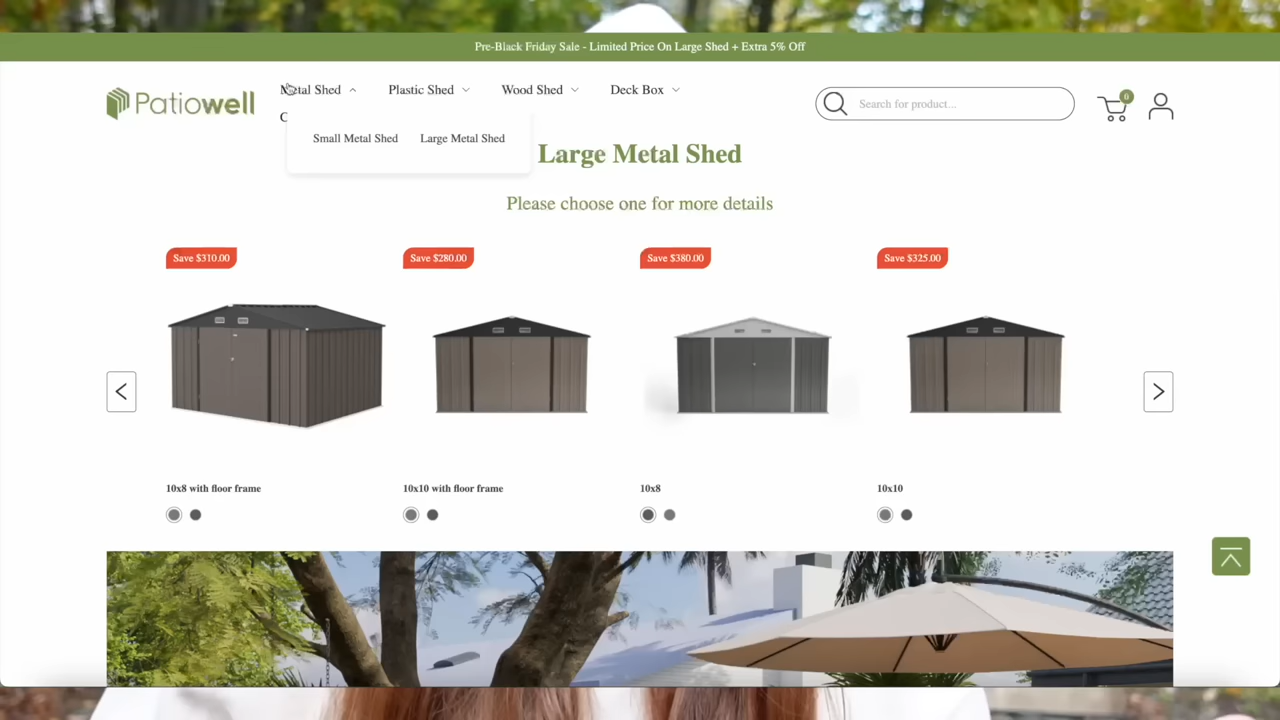 Pre-Black Friday Sale - Limited Price On Large Shed + Extra 5% Off
Patiowell
Metal Shed Plastic Shed Wood Shed Deck Box
Search for product...
0
Small Metal Shed Large Metal Shed
Large Metal Shed
Please choose one for more details
Save $310.00
Save $280.00
Save $380.00
Save $325.00
10x8 with floor frame
10x10 with floor frame
10x8
10x10